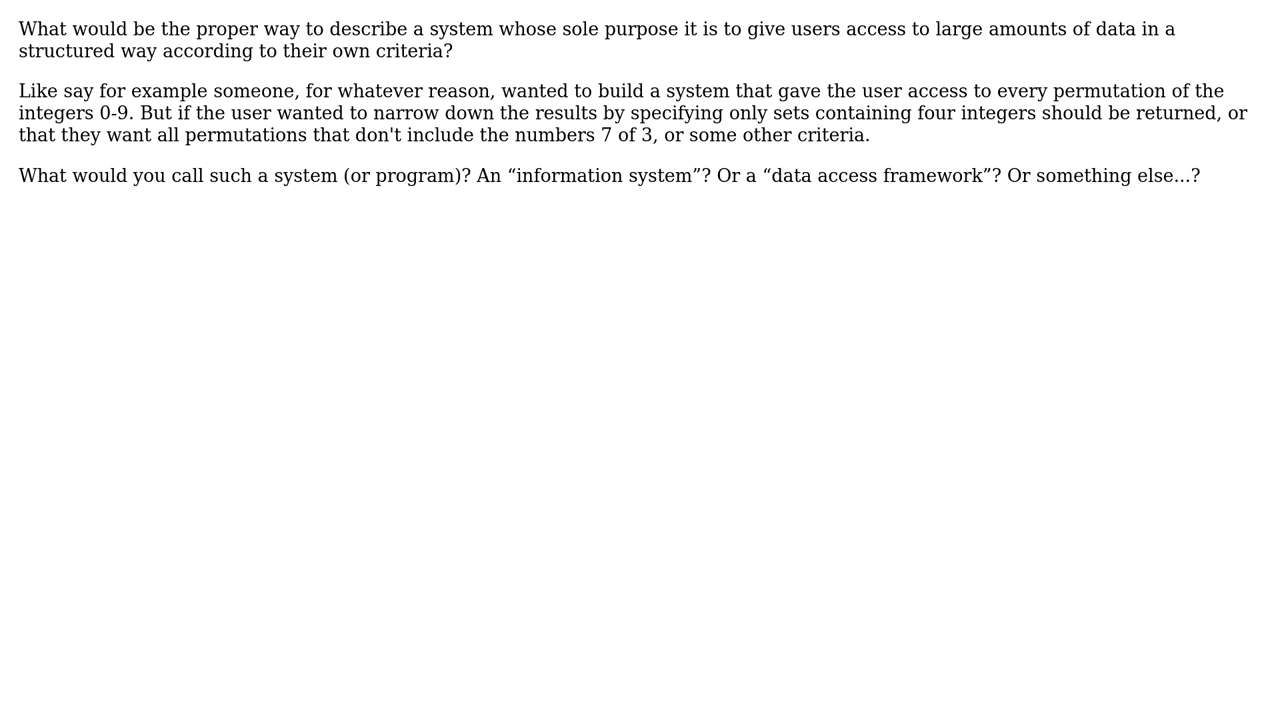 What would be the proper way to describe a system whose sole purpose it is to give users access to large amounts of data in a
structured way according to their own criteria?
Like say for example someone, for whatever reason, wanted to build a system that gave the user access to every permutation of the
integers 0-9. But if the user wanted to narrow down the results by specifying only sets containing four integers should be returned, or
that they want all permutations that don't include the numbers 7 of 3, or some other criteria.
What would you call such a system (or program)? An “information system”? Or a “data access framework”? Or something else...?